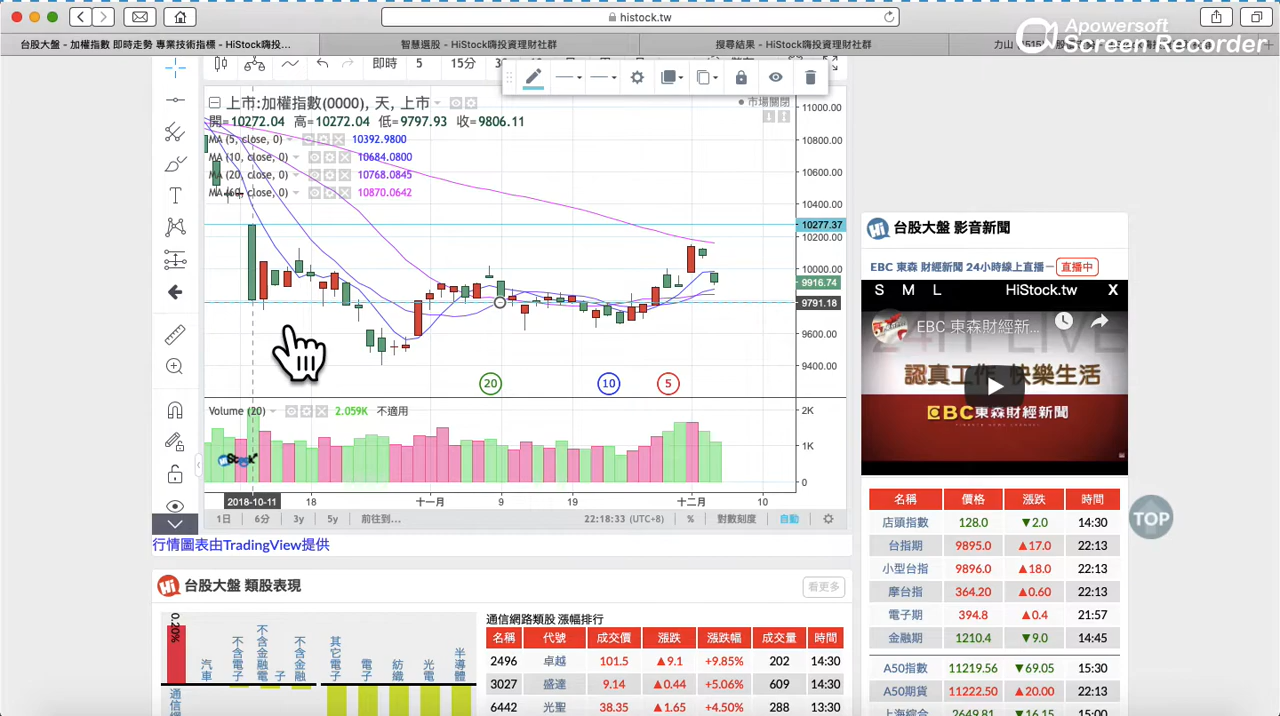 histock.tw
Apowersoft
Screen Recorder
台股大盤 - 加權指數 即時走勢 專業技術指標 - HiStock嗨投...
智慧選股 - HiStock嗨投資理財社群
搜尋結果 - HiStock嗨投資理財社群
即時
5
15分
上市:加權指數(0000), 天, 上市
市場關閉
開=10272.04 高=10272.04 低=9797.93 收=9806.11
MA (5, close, 0) 10392.9800
MA (10, close, 0) 10684.0800
MA (20, close, 0) 10768.0845
MA (60, close, 0) 10870.0642
11000.00
10800.00
10600.00
10400.00
10277.37
10200.00
10000.00
9916.74
9791.18
9600.00
9400.00
20
10
5
Volume (20) 2.059K 不適用
2K
1K
0
2018-10-11 18 十一月 9 19 十二月 10
1日 6分 3y 5y 前往到... 22:18:33 (UTC+8) % 對數刻度 自動
行情圖表由TradingView提供
Hi 台股大盤 類股表現
看更多
0.20%
通信網
汽車
不含電子
不含金融電子
不含金融
其它電子
電子
紡織
光電
半導體
通信網路類股 漲幅排行
名稱 代號 成交價 漲跌 漲跌幅 成交量 時間
2496 卓越 101.5 ▲9.1 +9.85% 202 14:30
3027 盛達 9.14 ▲0.44 +5.06% 609 14:30
6442 光聖 38.35 ▲1.65 +4.50% 288 13:30
Hi 台股大盤 影音新聞
EBC 東森 財經新聞 24小時線上直播－ 直播中
S M L HiStock.tw X
EBC 東森財經新...
認真工作 快樂生活
EBC東森財經新聞
名稱 價格 漲跌 時間
店頭指數 128.0 ▼2.0 14:30
台指期 9895.0 ▲17.0 22:13
小型台指 9896.0 ▲18.0 22:13
摩台指 364.20 ▲0.60 22:13
電子期 394.8 ▲0.4 21:57
金融期 1210.4 ▼9.0 14:45
A50指數 11219.56 ▼69.05 15:30
A50期貨 11222.50 ▲20.00 22:13
上海綜合 2649.81 ▼16.15 15:00
TOP